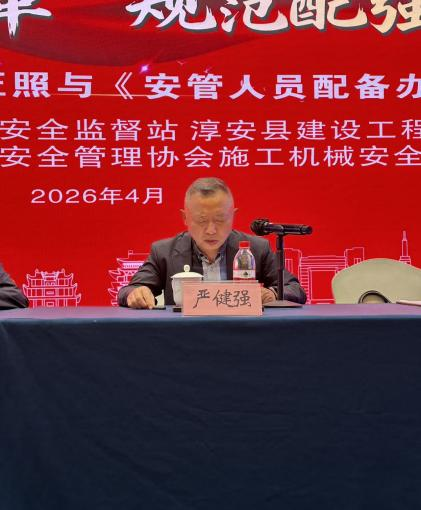 规范配强
证照与《安管人员配备办
安全监督站 淳安县建设工程
安全管理协会施工机械安全
2026年4月
严健强